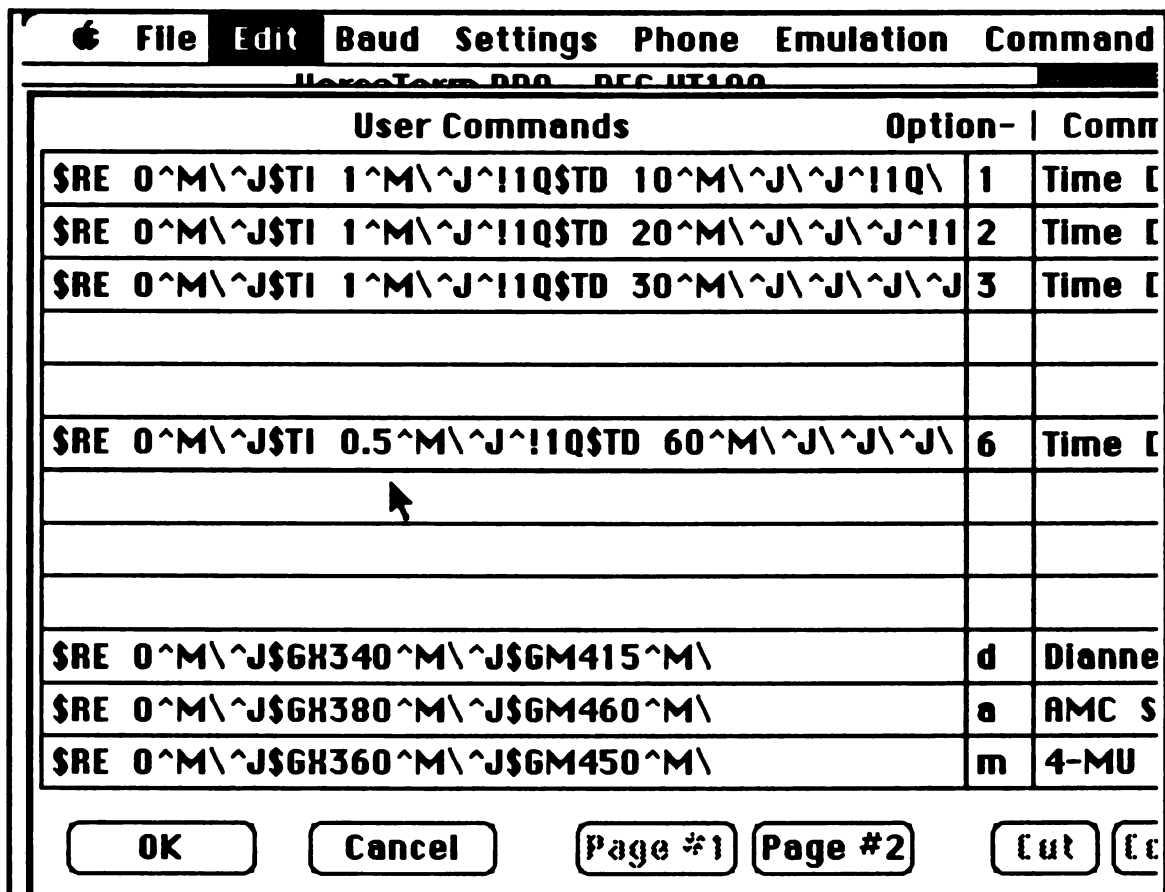 File Edit Baud Settings Phone Emulation Command
User Commands Option- | Comm
$RE 0^M\^J$TI 1^M\^J^!1Q$TD 10^M\^J\^J^!1Q\ 1 Time
$RE 0^M\^J$TI 1^M\^J^!1Q$TD 20^M\^J\^J\^J^!1 2 Time
$RE 0^M\^J$TI 1^M\^J^!1Q$TD 30^M\^J\^J\^J\^J 3 Time
$RE 0^M\^J$TI 0.5^M\^J^!1Q$TD 60^M\^J\^J\^J\ 6 Time
$RE 0^M\^J$GX340^M\^J$GM415^M\ d Dianne
$RE 0^M\^J$GX380^M\^J$GM460^M\ a AMC S
$RE 0^M\^J$GX360^M\^J$GM450^M\ m 4-MU
OK Cancel Page #1 Page #2 Cut